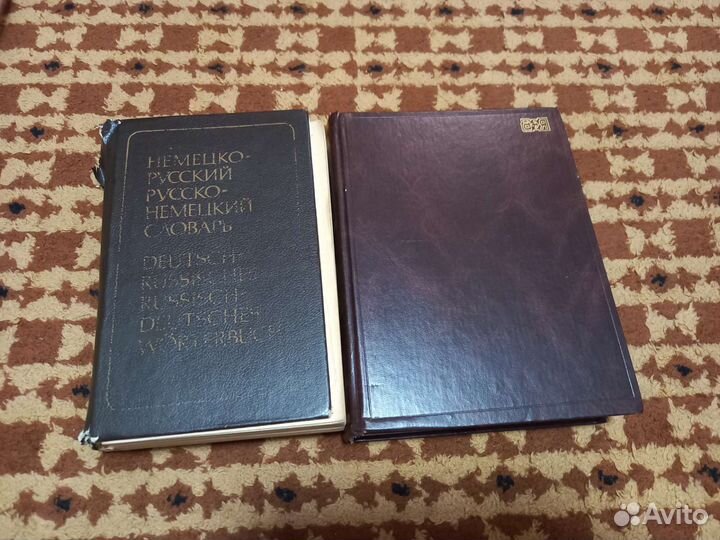 НЕМЕЦКО-
РУССКИЙ
РУССКО-
НЕМЕЦКИЙ
СЛОВАРЬ
DEUTSCH-
RUSSISCHES
RUSSISCH-
DEUTSCHES
WÖRTERBUCH
Avito